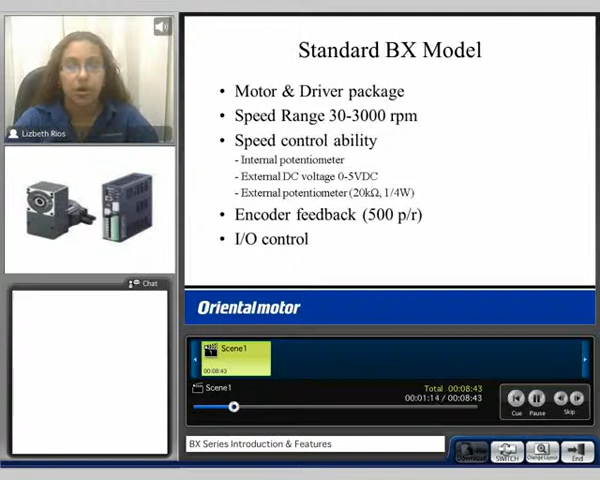 Lizbeth Rios
Chat
Standard BX Model
• Motor & Driver package
• Speed Range 30-3000 rpm
• Speed control ability
- Internal potentiometer
- External DC voltage 0-5VDC
- External potentiometer (20kΩ, 1/4W)
• Encoder feedback (500 p/r)
• I/O control
Orientalmotor
Scene1
00:08:43
Scene1
Total 00:08:43
00:01:14 / 00:08:43
Cue Pause Skip
BX Series Introduction & Features
Download SWITCH Change Layout End